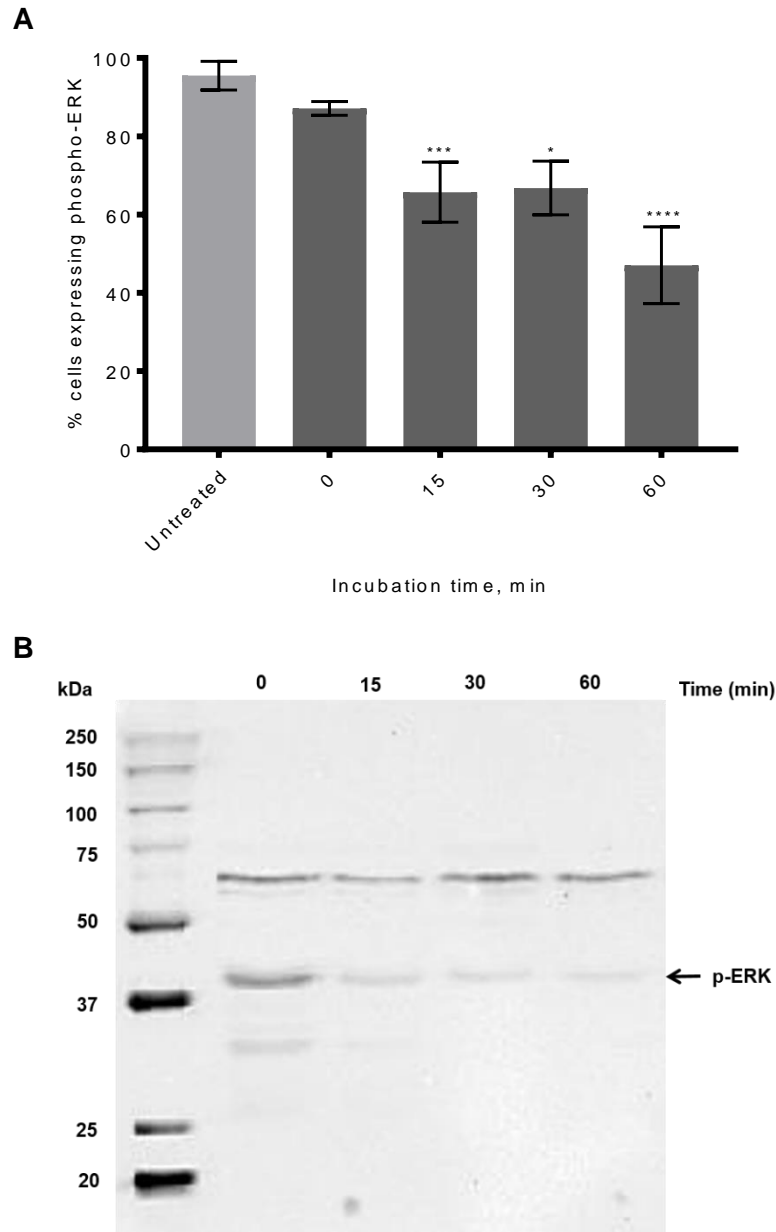 A
% cells expressing phospho-ERK
100
80
60
40
20
0
***
*
****
Untreated
0
15
30
60
Incubation time, min
B
kDa
0 15 30 60 Time (min)
250
150
100
75
50
p-ERK
37
25
20